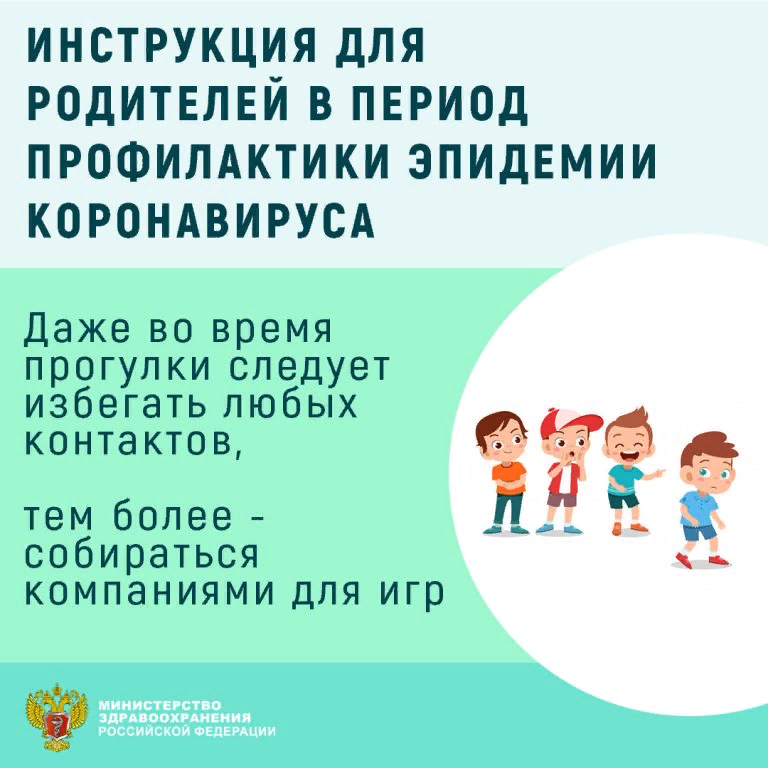 ИНСТРУКЦИЯ ДЛЯ
РОДИТЕЛЕЙ В ПЕРИОД
ПРОФИЛАКТИКИ ЭПИДЕМИИ
КОРОНАВИРУСА
Даже во время
прогулки следует
избегать любых
контактов,
тем более -
собираться
компаниями для игр
МИНИСТЕРСТВО
ЗДРАВООХРАНЕНИЯ
РОССИЙСКОЙ ФЕДЕРАЦИИ